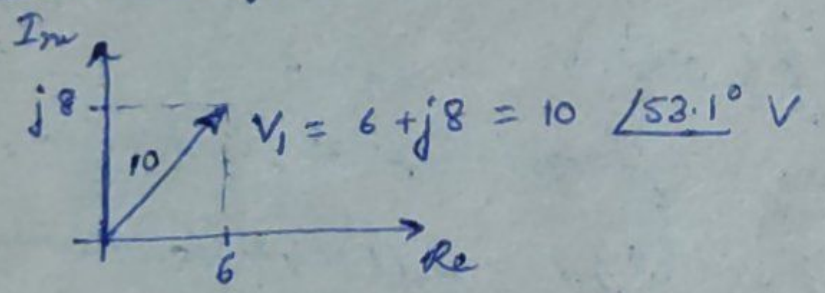 Im
j8
V₁ = 6 + j8 = 10 ∠53.1° V
10
6
Re